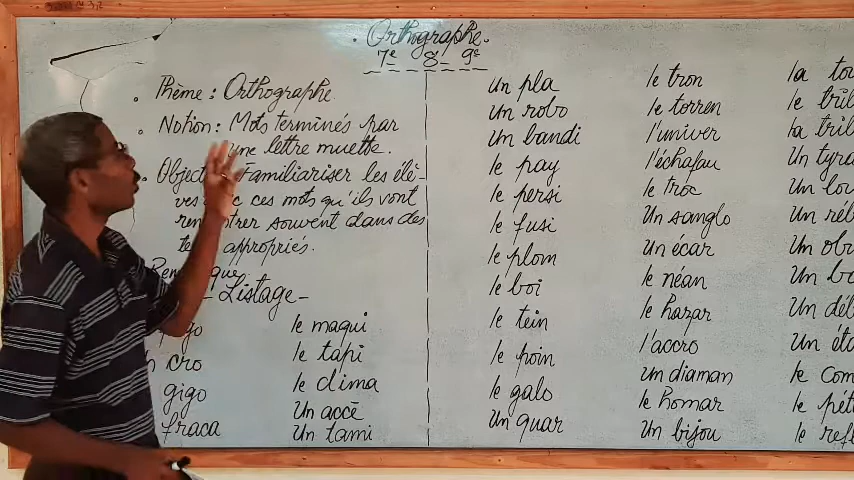 Orthographe.
7e 8e 9e
Thème : Orthographe
Notion : Mots terminés par
une lettre muette.
Familiariser les élè-
ves ces mots qu'ils vont
souvent dans des
appropriés.
- Listage -
cro
gigo
fraca
le maqui
le tapi
le clima
Un accè
Un tami
Un pla
Un robo
Un bandi
le pay
le persi
le fusi
le plom
le boi
le tein
le poin
le galo
Un quar
le tron
le torren
l'univer
l'échafau
le troc
Un sanglo
Un écar
le néan
le hazar
l'accro
Un diaman
le homar
Un bijou
la
le
la
Un
Un
Un
Un
Un
Un
Un
le
le
le